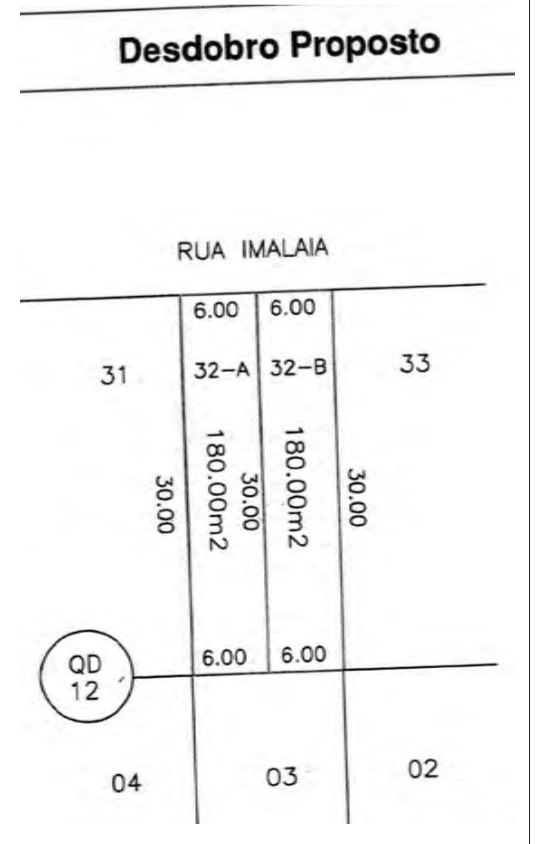 Desdobro Proposto
RUA IMALAIA
6.00 6.00
31 32-A 32-B 33
30.00 180.00m2 30.00 180.00m2 30.00
6.00 6.00
QD
12
04 03 02